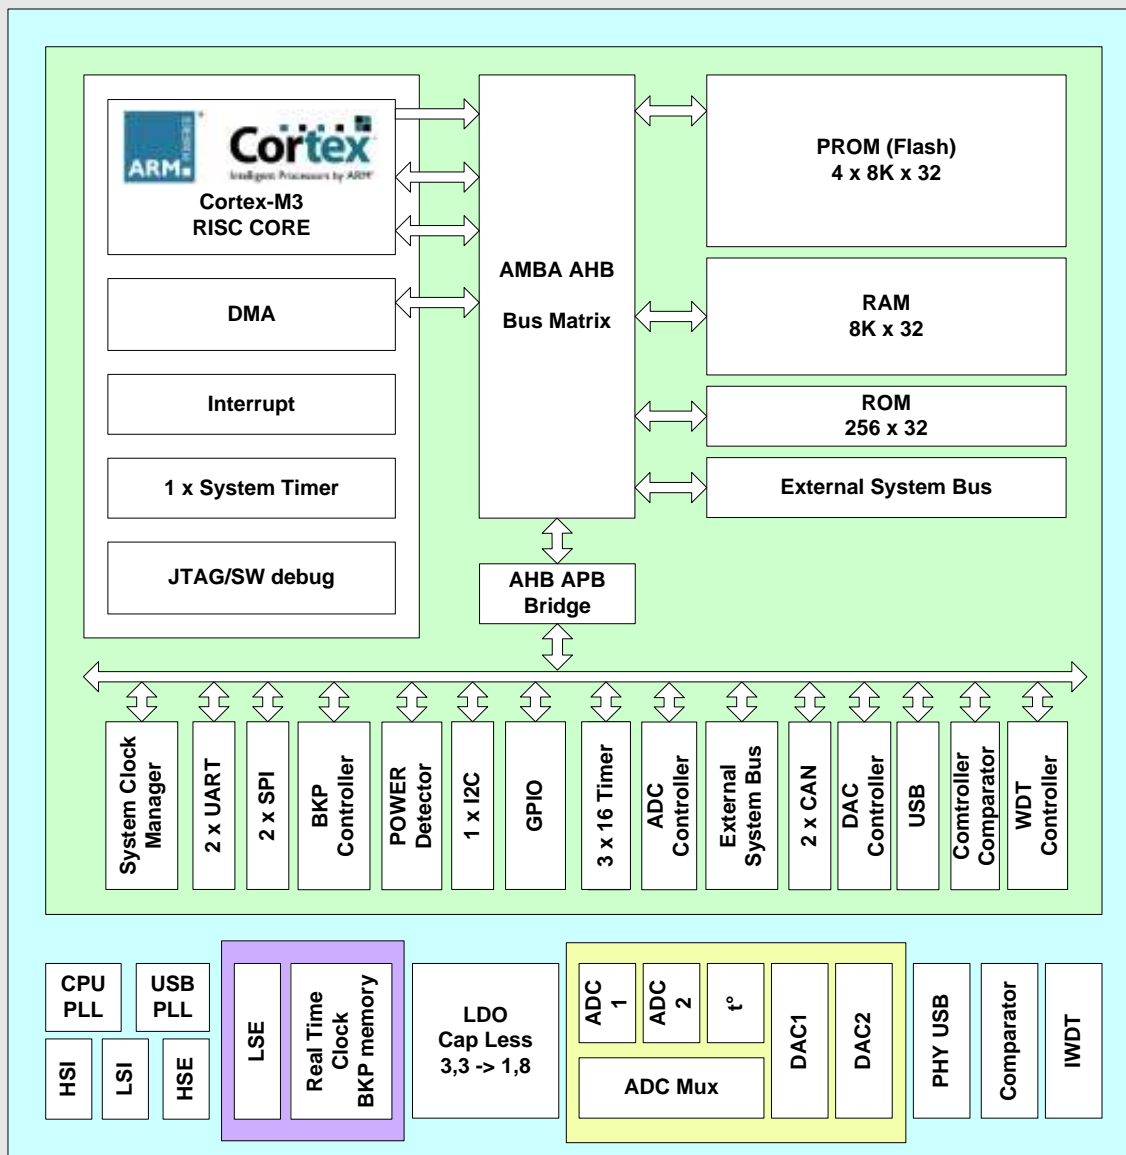 ARM.
POWERED
Cortex
Intelligent Processors by ARM®
Cortex-M3
RISC CORE
DMA
Interrupt
1 x System Timer
JTAG/SW debug
AMBA AHB
Bus Matrix
AHB APB
Bridge
PROM (Flash)
4 x 8K x 32
RAM
8K x 32
ROM
256 x 32
External System Bus
System Clock
Manager
2 x UART
2 x SPI
BKP
Controller
POWER
Detector
1 x I2C
GPIO
3 x 16 Timer
ADC
Controller
External
System Bus
2 x CAN
DAC
Controller
USB
Comtroller
Comparator
WDT
Controller
CPU
PLL
USB
PLL
HSI
LSI
HSE
LSE
Real Time
Clock
BKP memory
LDO
Cap Less
3,3 -> 1,8
ADC
1
ADC
2
t°
ADC Mux
DAC1
DAC2
PHY USB
Comparator
IWDT